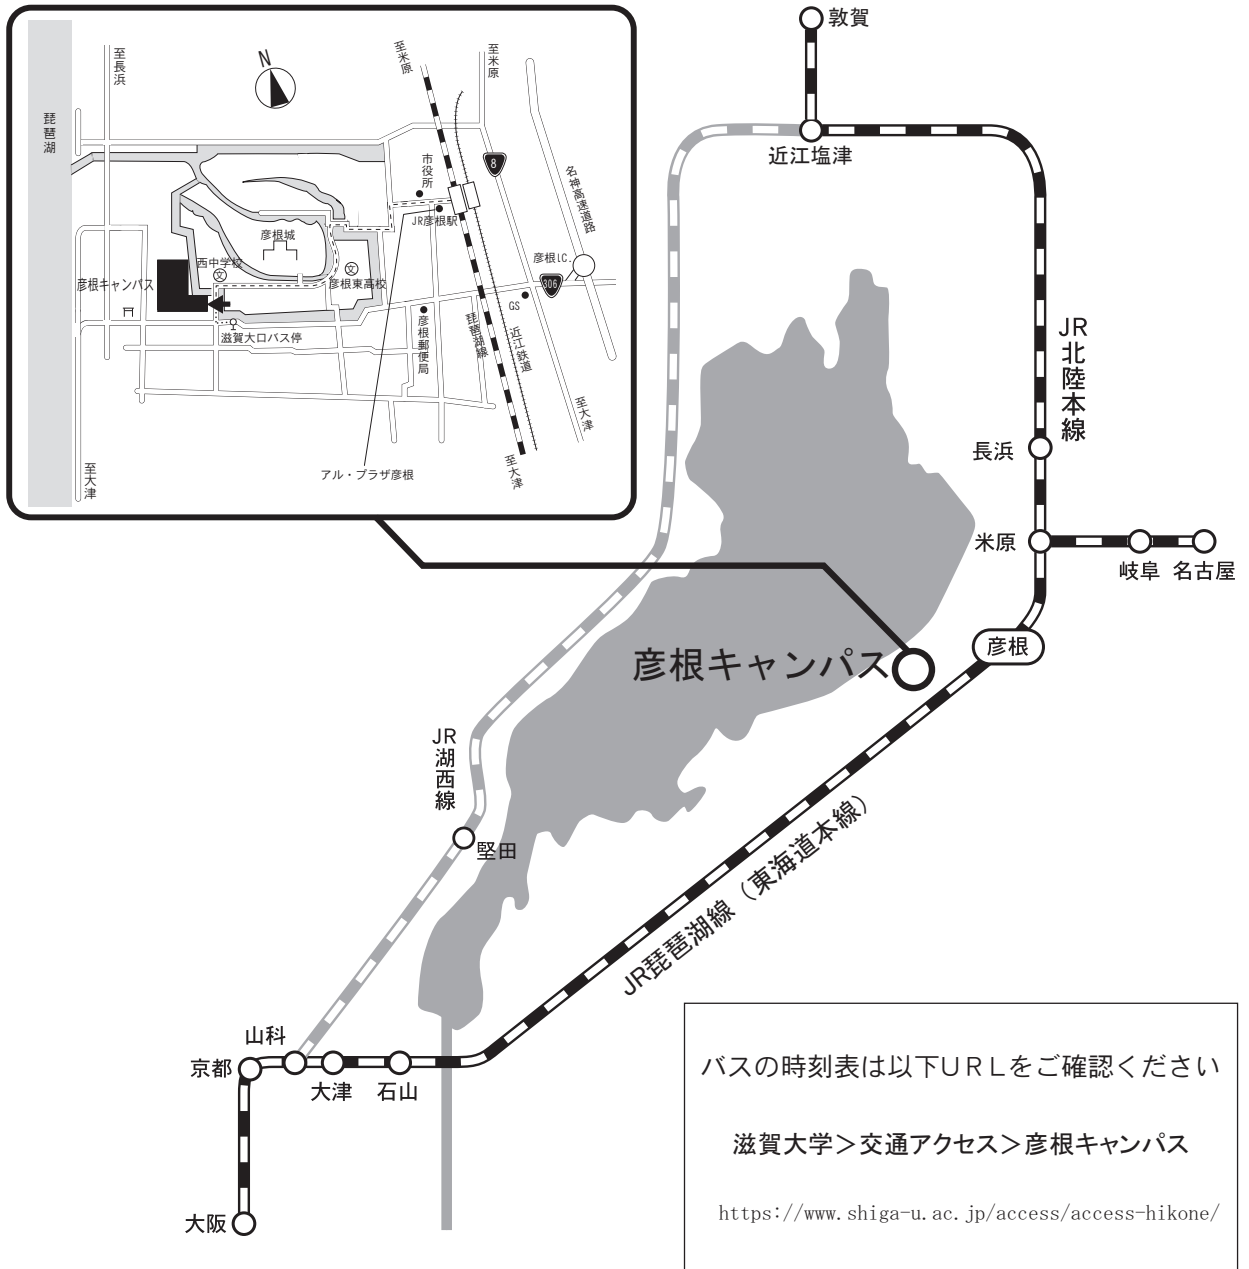 敦賀
近江塩津
JR北陸本線
長浜
米原
岐阜
名古屋
彦根
彦根キャンパス
JR湖西線
堅田
JR琵琶湖線（東海道本線）
山科
京都
大津
石山
大阪
琵琶湖
至長浜
N
至米原
至米原
8
名神高速道路
市役所
JR彦根駅
彦根城
西中学校
文
文
彦根東高校
彦根キャンパス
彦根IC.
306
GS
滋賀大口バス停
彦根郵便局
琵琶湖線
近江鉄道
至大津
至大津
至大津
アル・プラザ彦根
バスの時刻表は以下URLをご確認ください
滋賀大学＞交通アクセス＞彦根キャンパス
https://www.shiga-u.ac.jp/access/access-hikone/